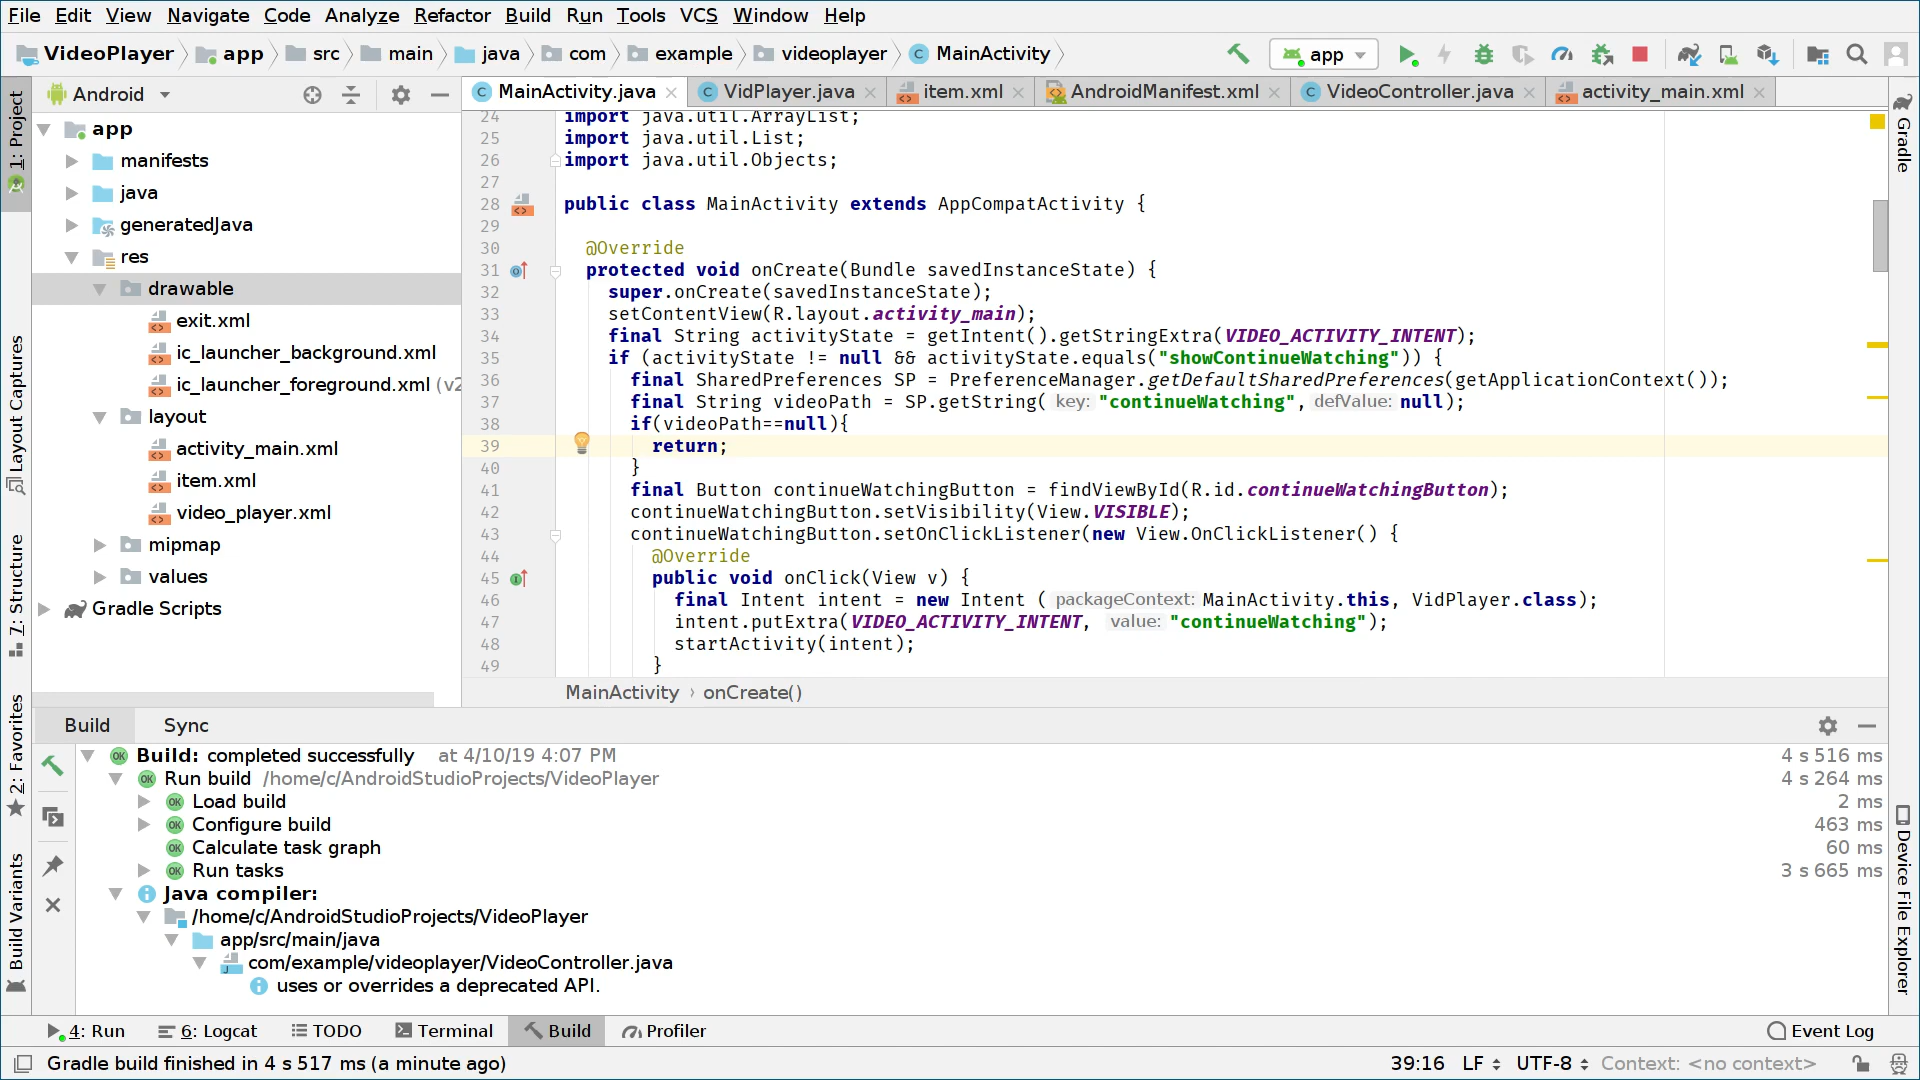 File Edit View Navigate Code Analyze Refactor Build Run Tools VCS Window Help
VideoPlayer app src main java com example videoplayer MainActivity app
1: Project
Layout Captures
7: Structure
2: Favorites
Build Variants
Android
app
manifests
java
generatedJava
res
drawable
exit.xml
ic_launcher_background.xml
ic_launcher_foreground.xml (v2
layout
activity_main.xml
item.xml
video_player.xml
mipmap
values
Gradle Scripts
MainActivity.java VidPlayer.java item.xml AndroidManifest.xml VideoController.java activity_main.xml
24 import java.util.ArrayList;
25 import java.util.List;
26 import java.util.Objects;
27
28 public class MainActivity extends AppCompatActivity {
29
30 @Override
31 protected void onCreate(Bundle savedInstanceState) {
32 super.onCreate(savedInstanceState);
33 setContentView(R.layout.activity_main);
34 final String activityState = getIntent().getStringExtra(VIDEO_ACTIVITY_INTENT);
35 if (activityState != null && activityState.equals("showContinueWatching")) {
36 final SharedPreferences SP = PreferenceManager.getDefaultSharedPreferences(getApplicationContext());
37 final String videoPath = SP.getString( key: "continueWatching", defValue: null);
38 if(videoPath==null){
39 return;
40 }
41 final Button continueWatchingButton = findViewById(R.id.continueWatchingButton);
42 continueWatchingButton.setVisibility(View.VISIBLE);
43 continueWatchingButton.setOnClickListener(new View.OnClickListener() {
44 @Override
45 public void onClick(View v) {
46 final Intent intent = new Intent ( packageContext: MainActivity.this, VidPlayer.class);
47 intent.putExtra(VIDEO_ACTIVITY_INTENT, value: "continueWatching");
48 startActivity(intent);
49 }
MainActivity › onCreate()
Gradle
Device File Explorer
Build Sync
Build: completed successfully at 4/10/19 4:07 PM 4 s 516 ms
Run build /home/c/AndroidStudioProjects/VideoPlayer 4 s 264 ms
Load build 2 ms
Configure build 463 ms
Calculate task graph 60 ms
Run tasks 3 s 665 ms
Java compiler:
/home/c/AndroidStudioProjects/VideoPlayer
app/src/main/java
com/example/videoplayer/VideoController.java
uses or overrides a deprecated API.
4: Run 6: Logcat TODO Terminal Build Profiler Event Log
Gradle build finished in 4 s 517 ms (a minute ago) 39:16 LF UTF-8 Context: <no context>